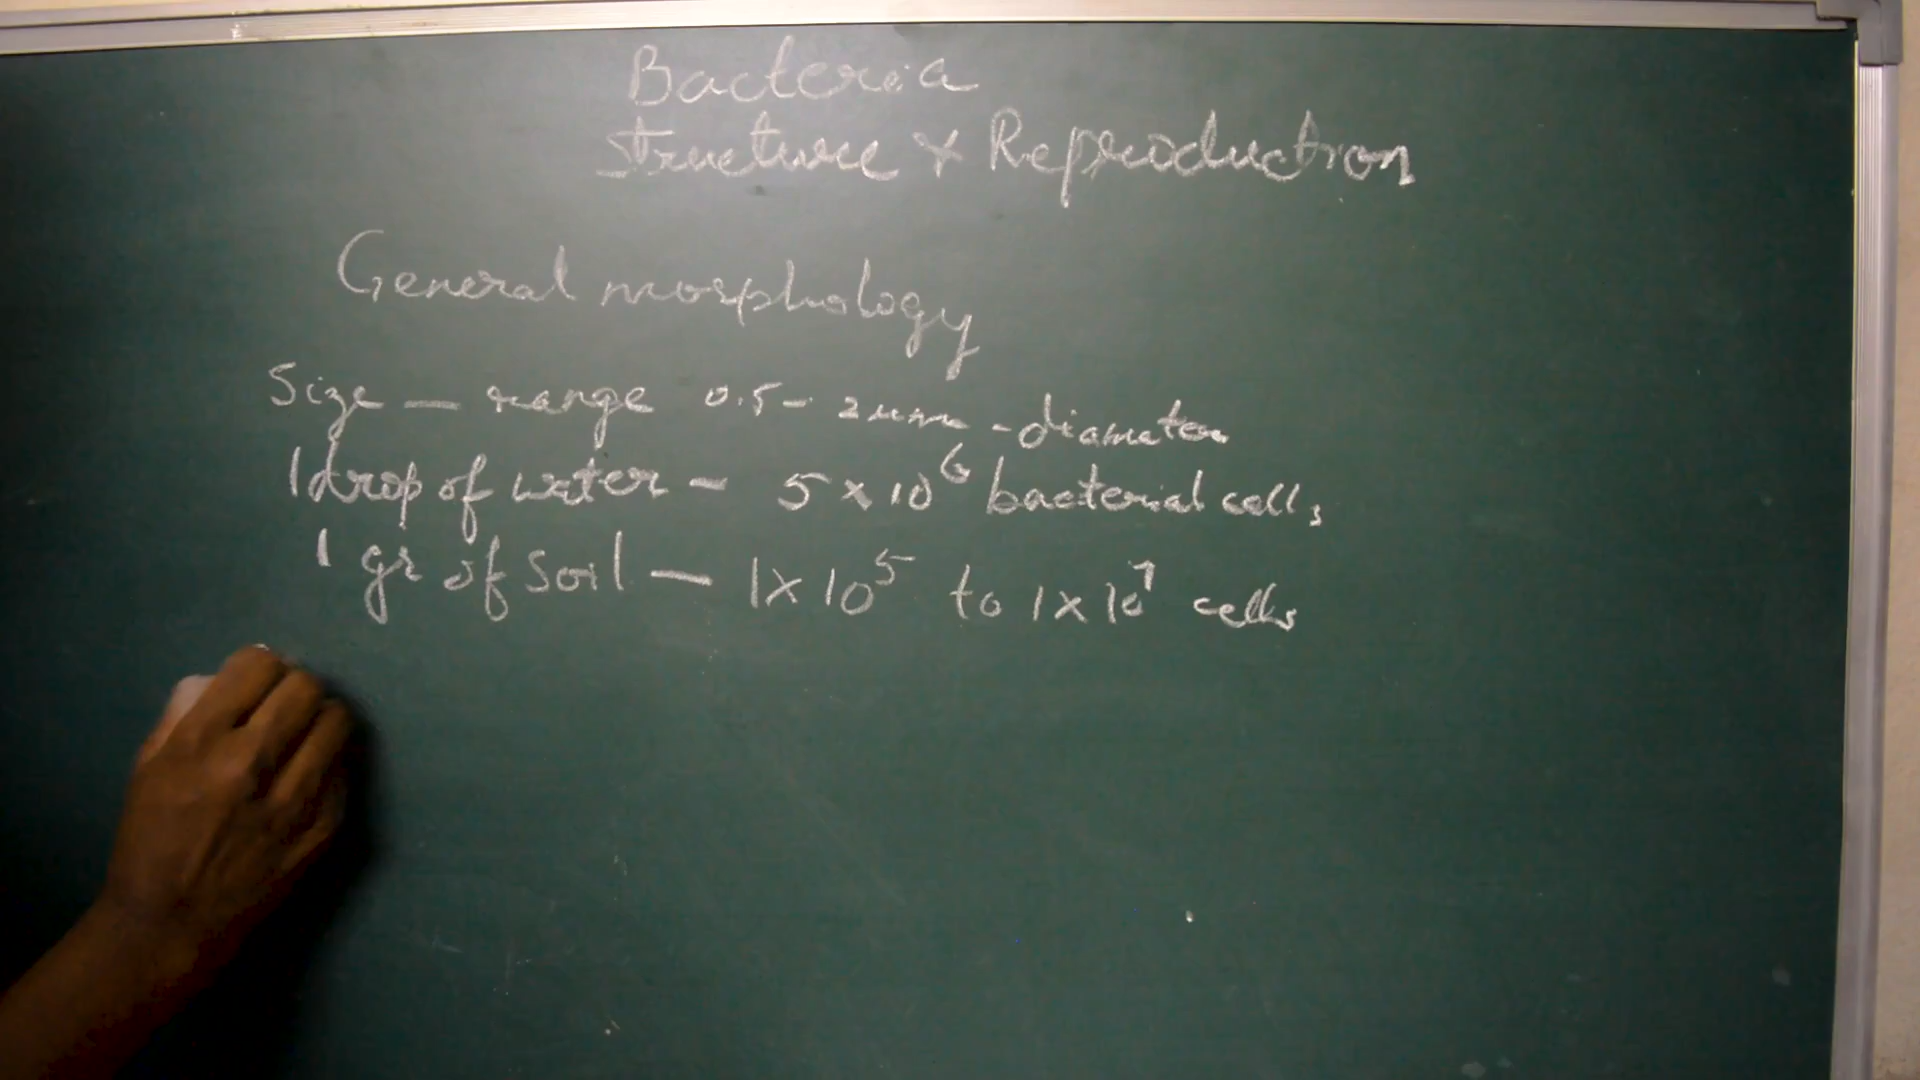 Bacteria
Structure & Reproduction
General morphology
Size — range 0.5 - 2 µm - diameter
1 drop of water - 5 × 10⁶ bacterial cells
1 gr of Soil — 1 × 10⁵ to 1 × 10⁷ cells